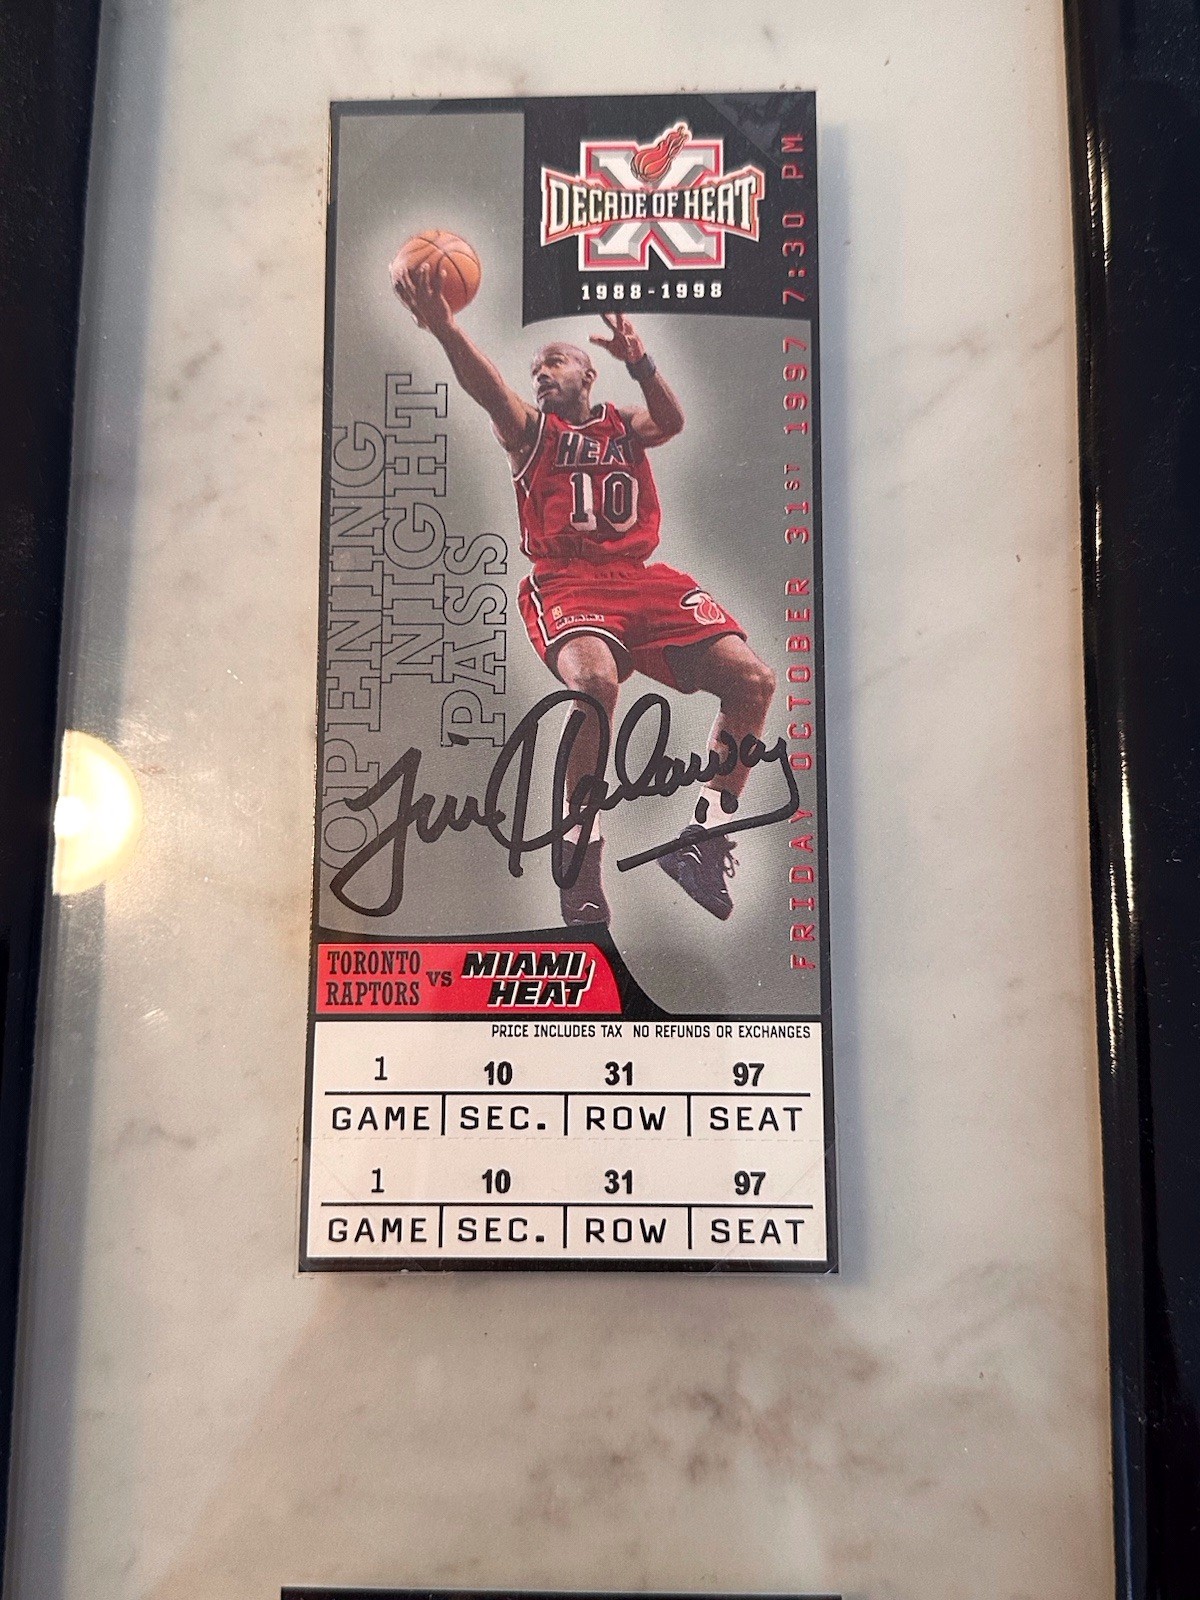 DECADE OF HEAT
X
1988-1998
FRIDAY OCTOBER 31ST 1997 7:30 PM
OPENING
NIGHT
PASS
HEAT
10
Tim Hardaway
TORONTO
RAPTORS
VS
MIAMI
HEAT
PRICE INCLUDES TAX NO REFUNDS OR EXCHANGES
1 10 31 97
GAME SEC. ROW SEAT
1 10 31 97
GAME SEC. ROW SEAT